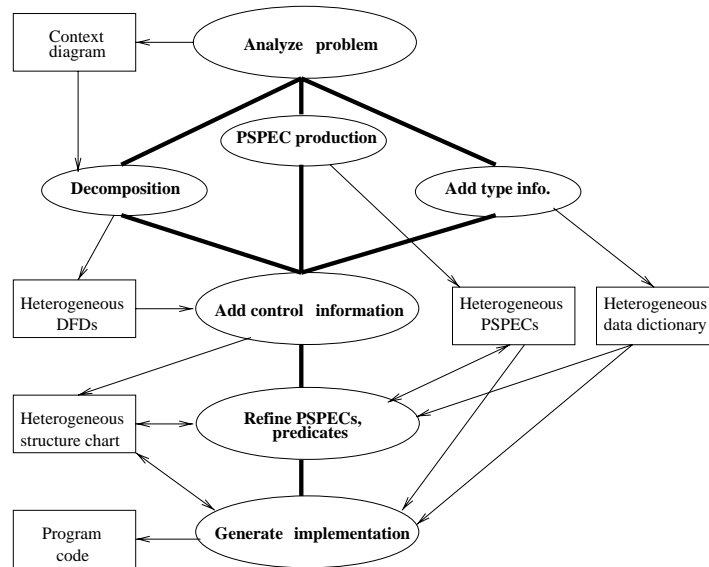 Context
diagram
Analyze problem
PSPEC production
Decomposition
Add type info.
Heterogeneous
DFDs
Add control information
Heterogeneous
PSPECs
Heterogeneous
data dictionary
Heterogeneous
structure chart
Refine PSPECs,
predicates
Program
code
Generate implementation